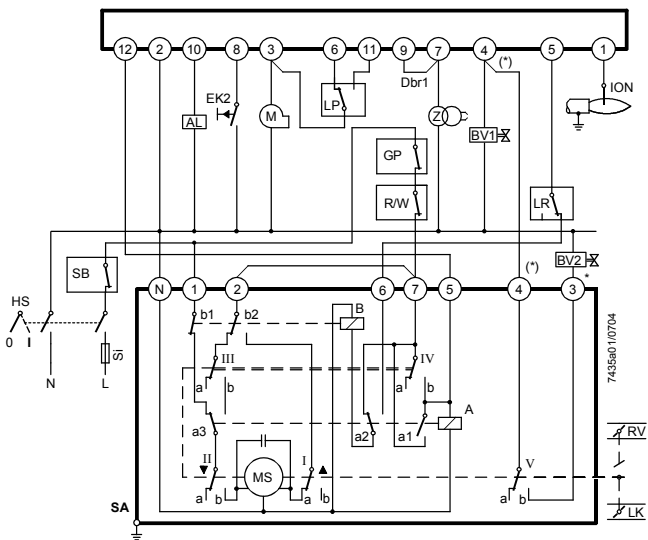 12 2 10 8 3 6 11 9 7 4 (*) 5 1
Dbr1
ION
EK2
LP
AL
M
Z
BV1
GP
R/W
LR
SB
BV2
HS
N 1 2 6 7 5 4 (*) 3 *
0 I
Si
b1 b2 B
N L
III IV
a b a b
A
a3 a2 a1
II I V
MS
a b a b a b
SA
RV
LK
7435a01/0704